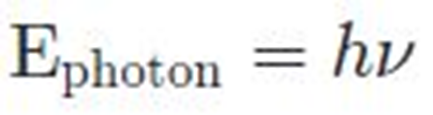 E_photon = hν